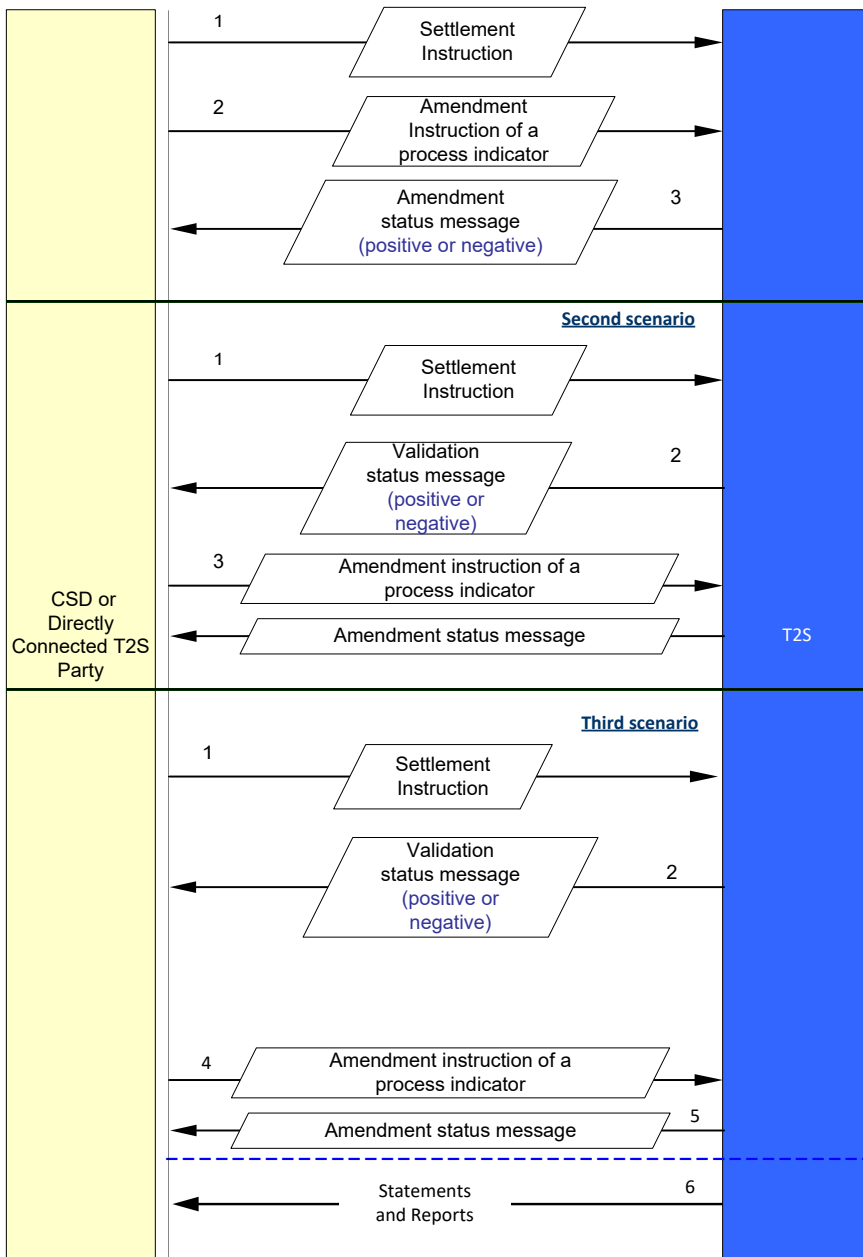 1
Settlement
Instruction
2
Amendment
Instruction of a
process indicator
Amendment
status message
(positive or negative)
3
Second scenario
1
Settlement
Instruction
Validation
status message
(positive or
negative)
2
3
Amendment instruction of a
process indicator
Amendment status message
CSD or
Directly
Connected T2S
Party
T2S
Third scenario
1
Settlement
Instruction
Validation
status message
(positive or
negative)
2
4
Amendment instruction of a
process indicator
Amendment status message
5
Statements
and Reports
6